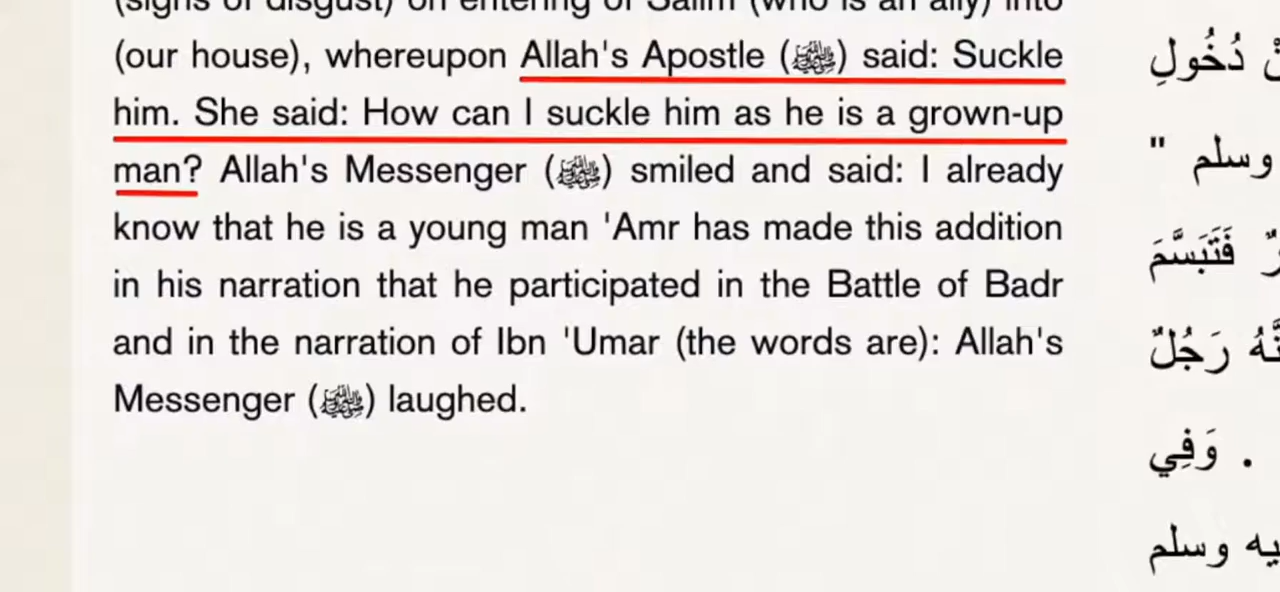 (signs of disgust) on entering of Salim (who is an ally) into
(our house), whereupon Allah's Apostle (ﷺ) said: Suckle
him. She said: How can I suckle him as he is a grown-up
man? Allah's Messenger (ﷺ) smiled and said: I already
know that he is a young man 'Amr has made this addition
in his narration that he participated in the Battle of Badr
and in the narration of Ibn 'Umar (the words are): Allah's
Messenger (ﷺ) laughed.
دُخُولِ
وسلم "
فَتَبَسَّمَ
رَجُلٌ
. وَفِي
وسلم